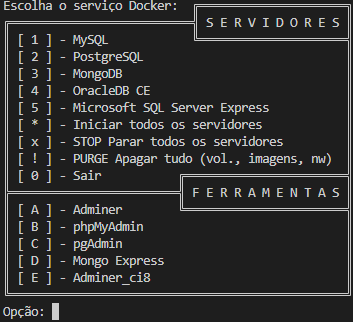 Escolha o serviço Docker:
S E R V I D O R E S
[ 1 ] - MySQL
[ 2 ] - PostgreSQL
[ 3 ] - MongoDB
[ 4 ] - OracleDB CE
[ 5 ] - Microsoft SQL Server Express
[ * ] - Iniciar todos os servidores
[ x ] - STOP Parar todos os servidores
[ ! ] - PURGE Apagar tudo (vol., imagens, nw)
[ 0 ] - Sair
F E R R A M E N T A S
[ A ] - Adminer
[ B ] - phpMyAdmin
[ C ] - pgAdmin
[ D ] - Mongo Express
[ E ] - Adminer_ci8
Opção: